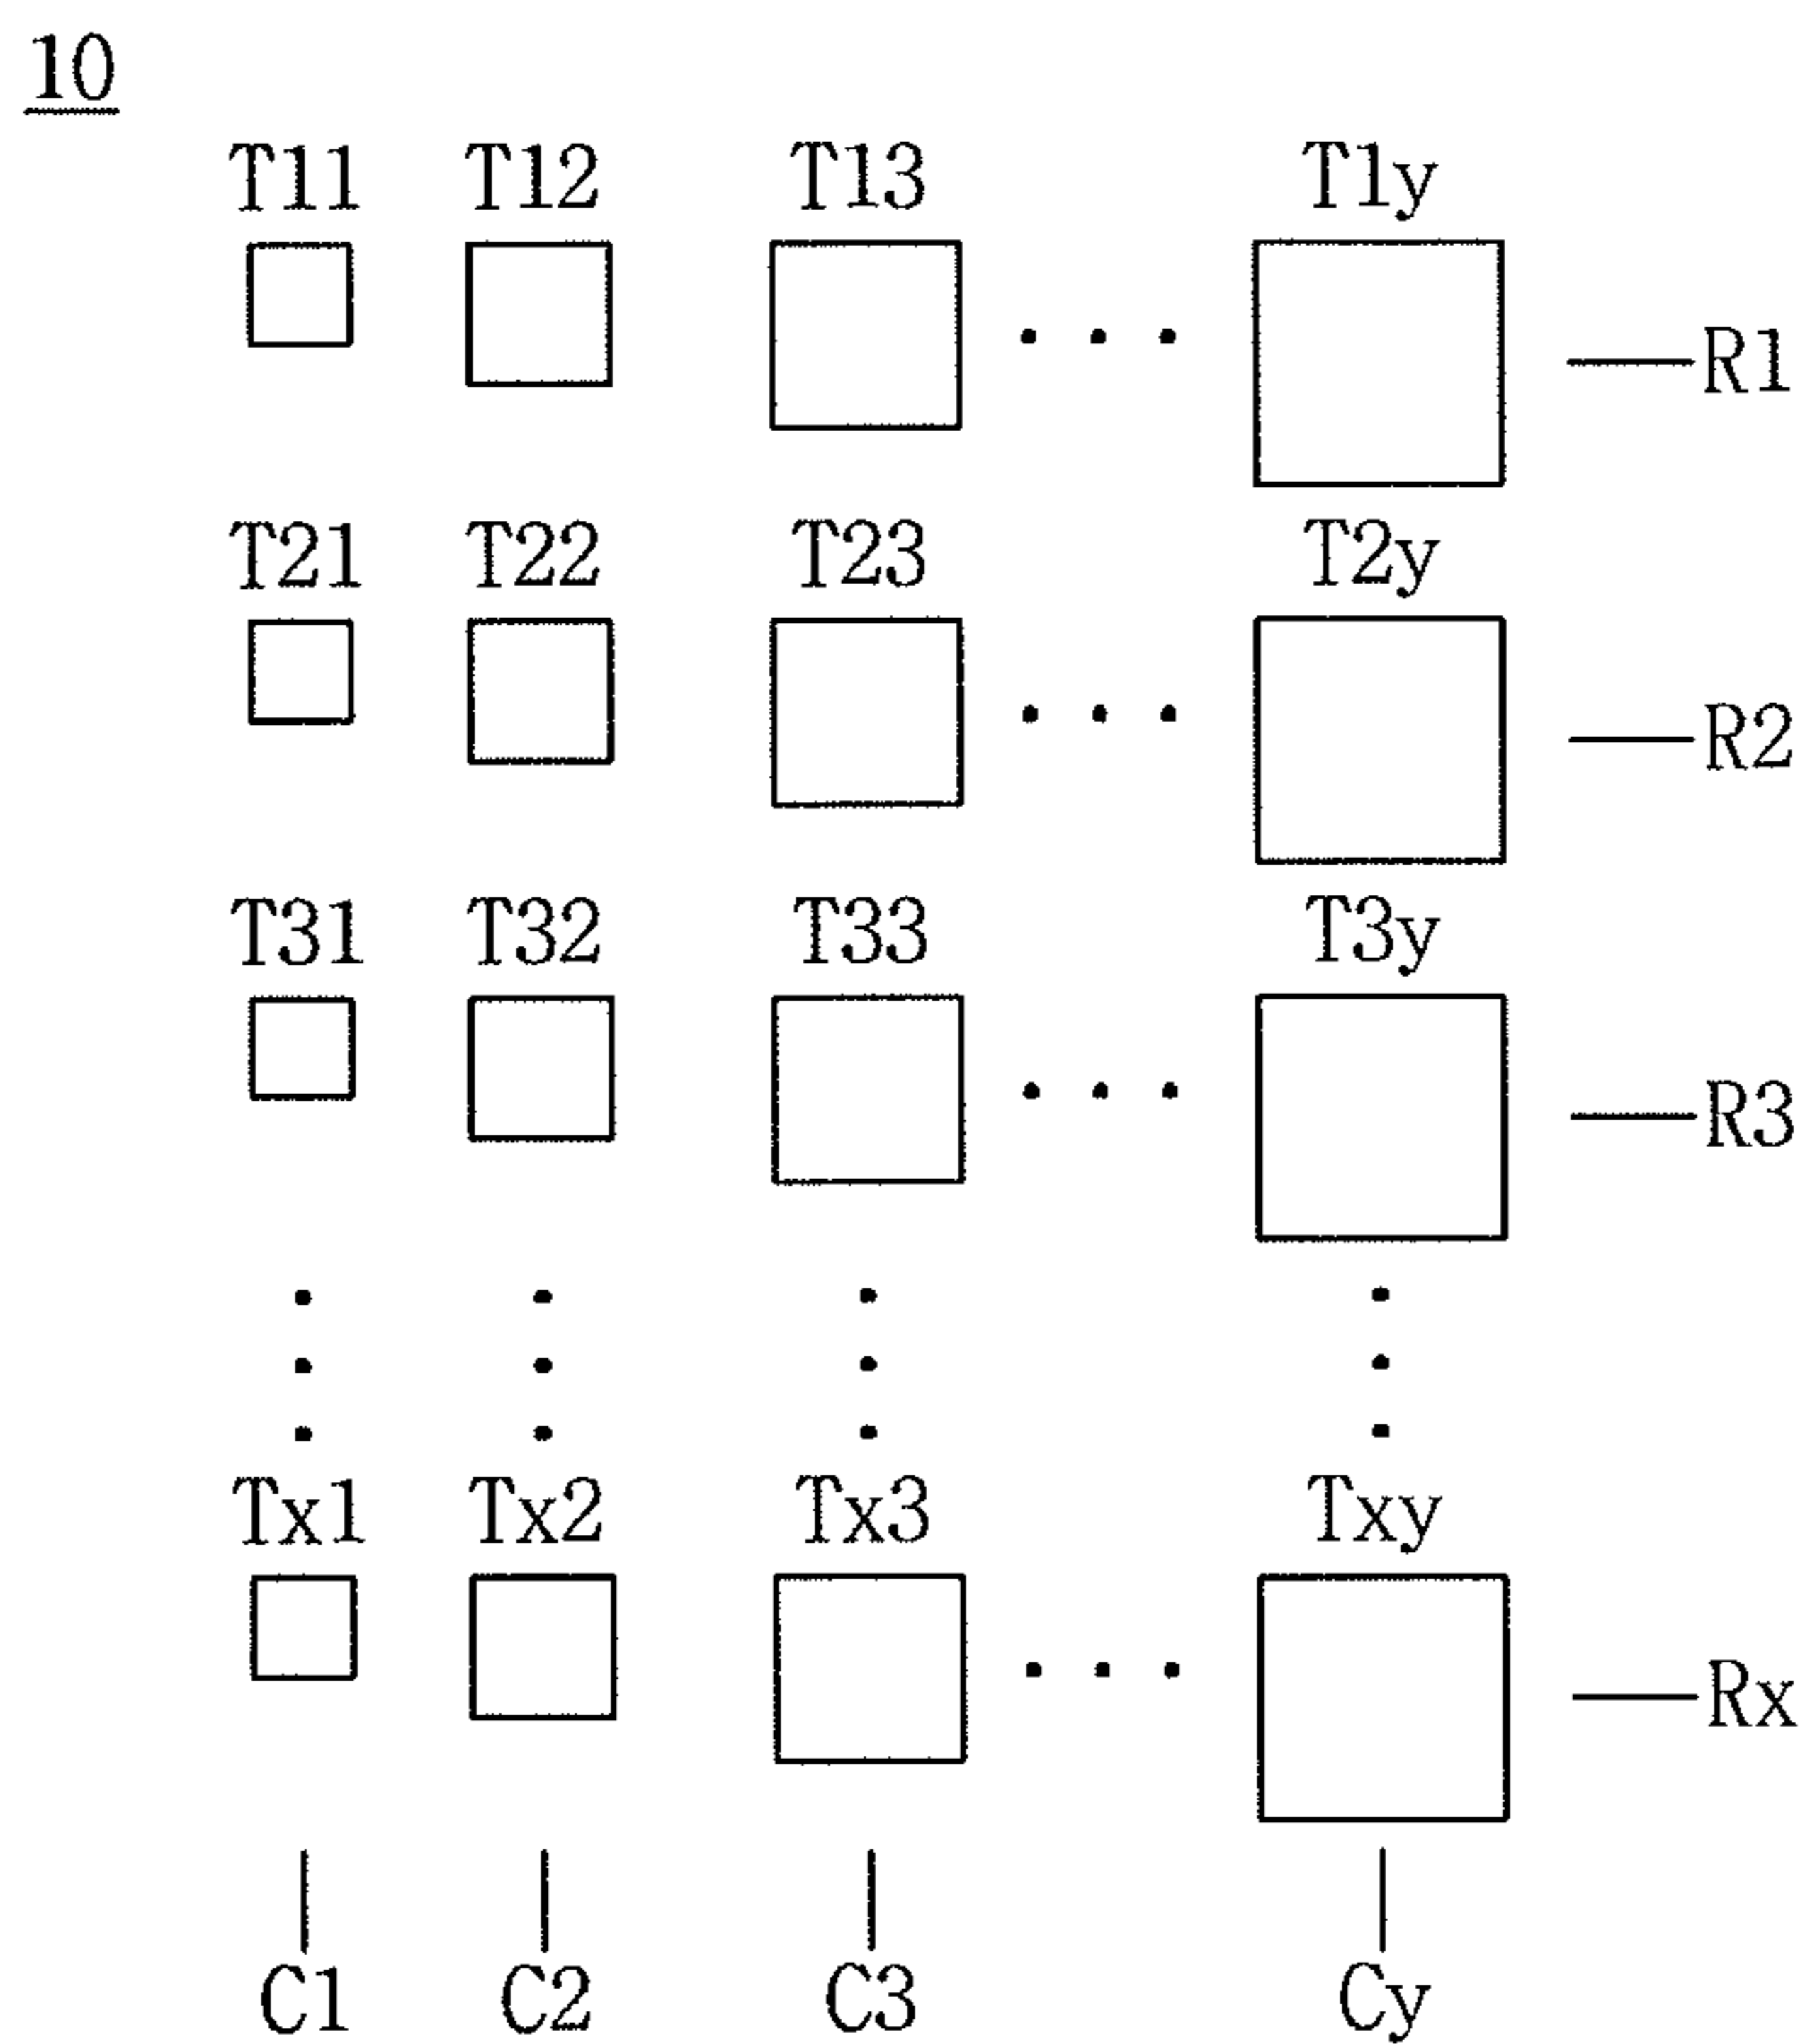 10
T11 T12 T13 T1y
R1
T21 T22 T23 T2y
R2
T31 T32 T33 T3y
R3
Tx1 Tx2 Tx3 Txy
Rx
C1 C2 C3 Cy